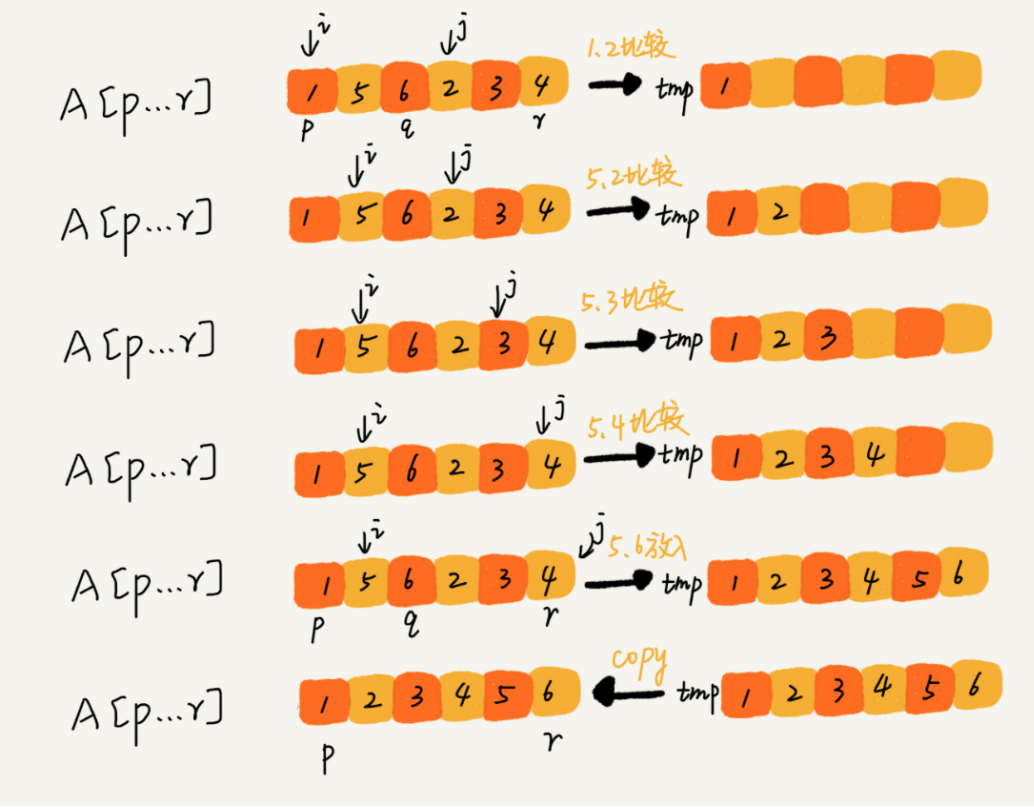 i j
A[p...r] 1 5 6 2 3 4 1.2比较 tmp 1
p q r
i j
A[p...r] 1 5 6 2 3 4 5.2比较 tmp 1 2
i j
A[p...r] 1 5 6 2 3 4 5.3比较 tmp 1 2 3
i j
A[p...r] 1 5 6 2 3 4 5.4比较 tmp 1 2 3 4
i j
A[p...r] 1 5 6 2 3 4 5.6放入 tmp 1 2 3 4 5 6
p q r
copy
A[p...r] 1 2 3 4 5 6 tmp 1 2 3 4 5 6
p r